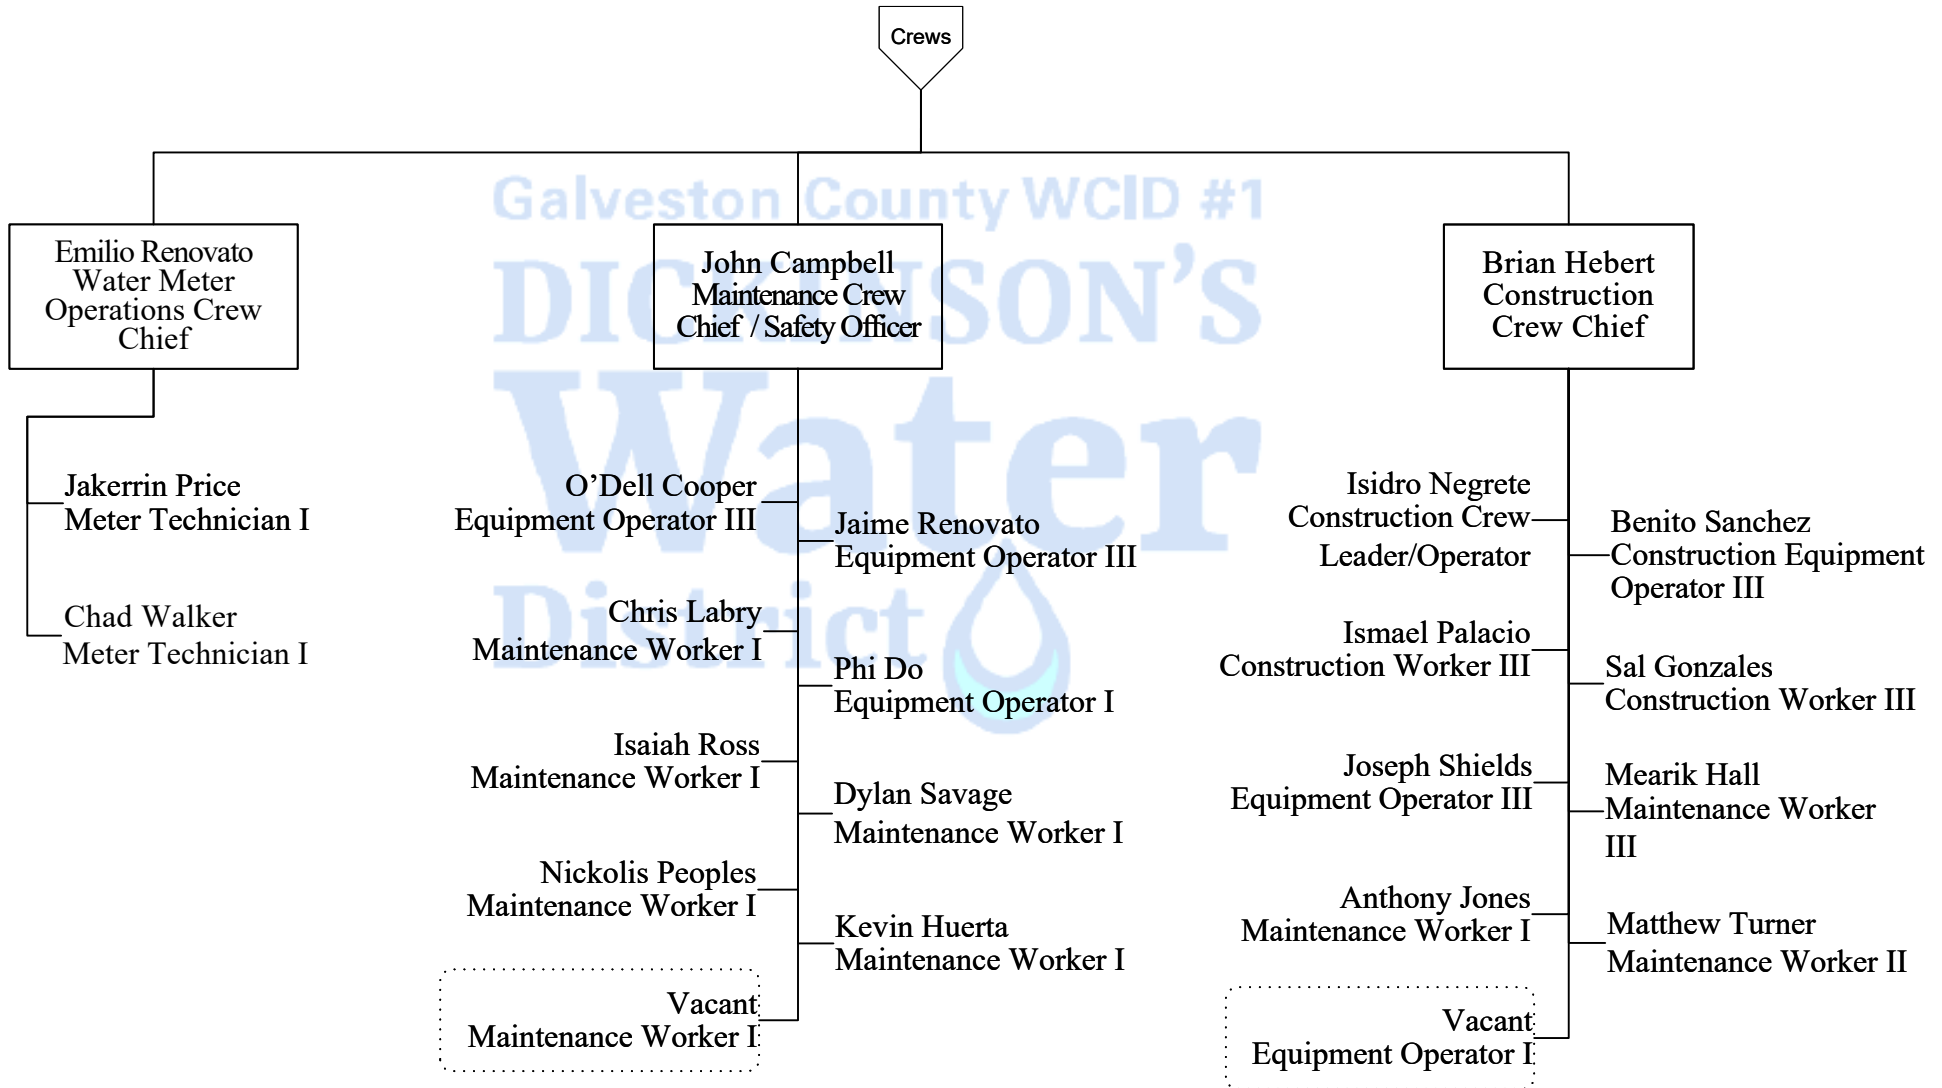 Crews
Galveston County WCID #1
DICKINSON'S
Water
District
Emilio Renovato
Water Meter
Operations Crew
Chief
John Campbell
Maintenance Crew
Chief / Safety Officer
Brian Hebert
Construction
Crew Chief
Jakerrin Price
Meter Technician I
Chad Walker
Meter Technician I
O’Dell Cooper
Equipment Operator III
Jaime Renovato
Equipment Operator III
Chris Labry
Maintenance Worker I
Phi Do
Equipment Operator I
Isaiah Ross
Maintenance Worker I
Dylan Savage
Maintenance Worker I
Nickolis Peoples
Maintenance Worker I
Kevin Huerta
Maintenance Worker I
Vacant
Maintenance Worker I
Isidro Negrete
Construction Crew
Leader/Operator
Benito Sanchez
Construction Equipment
Operator III
Ismael Palacio
Construction Worker III
Sal Gonzales
Construction Worker III
Joseph Shields
Equipment Operator III
Mearik Hall
Maintenance Worker
III
Anthony Jones
Maintenance Worker I
Matthew Turner
Maintenance Worker II
Vacant
Equipment Operator I